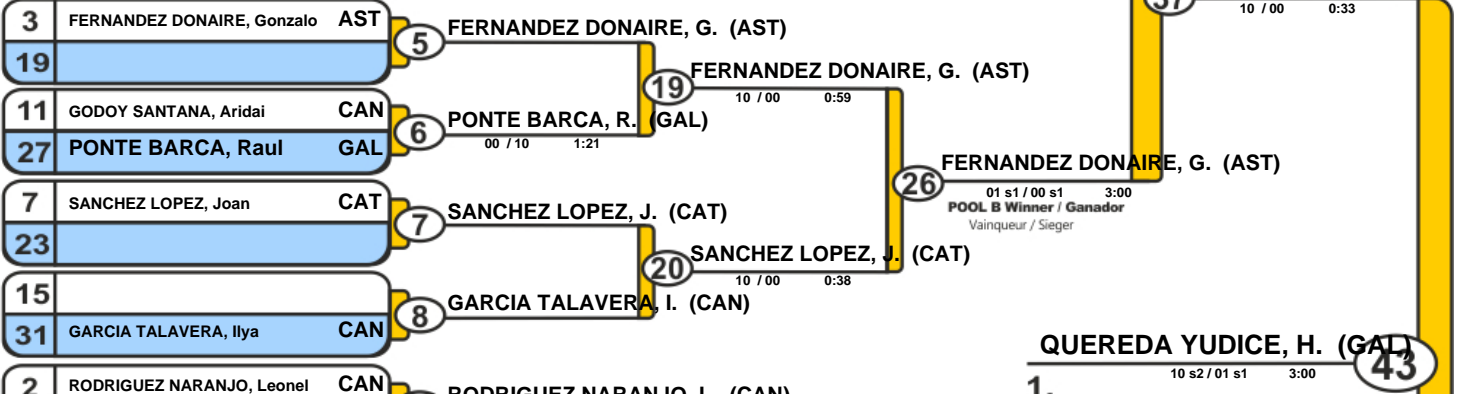 3 FERNANDEZ DONAIRE, Gonzalo AST
19
5 FERNANDEZ DONAIRE, G. (AST)
11 GODOY SANTANA, Aridai CAN
27 PONTE BARCA, Raul GAL
6 PONTE BARCA, R. (GAL)
00 / 10 1:21
19 FERNANDEZ DONAIRE, G. (AST)
10 / 00 0:59
7 SANCHEZ LOPEZ, Joan CAT
23
7 SANCHEZ LOPEZ, J. (CAT)
15
31 GARCIA TALAVERA, Ilya CAN
8 GARCIA TALAVERA, I. (CAN)
20 SANCHEZ LOPEZ, J. (CAT)
10 / 00 0:38
26 FERNANDEZ DONAIRE, G. (AST)
01 s1 / 00 s1 3:00
POOL B Winner / Ganador
Vainqueur / Sieger
37
10 / 00 0:33
2 RODRIGUEZ NARANJO, Leonel CAN
RODRIGUEZ NARANJO, L. (CAN)
QUEREDA YUDICE, H. (GAL)
43
10 s2 / 01 s1 3:00
1.